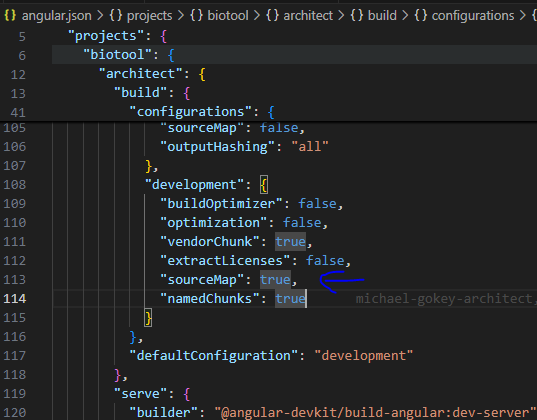 angular.json > {} projects > {} biotool > {} architect > {} build > {} configurations > {}
5 "projects": {
6 "biotool": {
12 "architect": {
13 "build": {
41 "configurations": {
105 "sourceMap": false,
106 "outputHashing": "all"
107 },
108 "development": {
109 "buildOptimizer": false,
110 "optimization": false,
111 "vendorChunk": true,
112 "extractLicenses": false,
113 "sourceMap": true,
114 "namedChunks": true michael-gokey-architect,
115 }
116 },
117 "defaultConfiguration": "development"
118 },
119 "serve": {
120 "builder": "@angular-devkit/build-angular:dev-server"